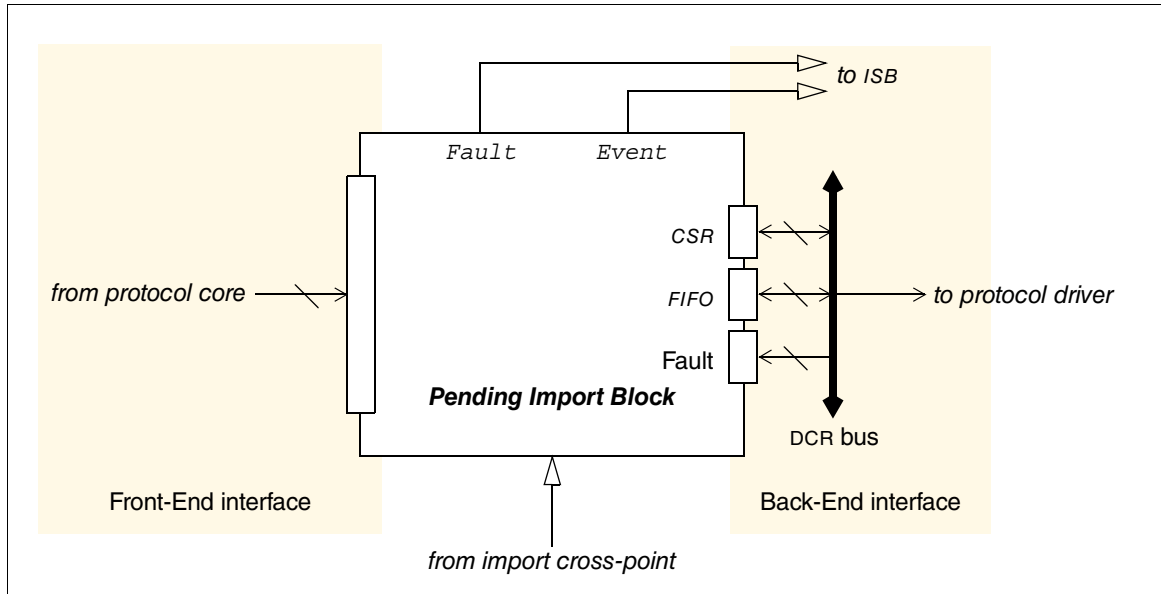 to ISB
Fault
Event
CSR
from protocol core
FIFO
to protocol driver
Fault
Pending Import Block
DCR bus
Front-End interface
Back-End interface
from import cross-point